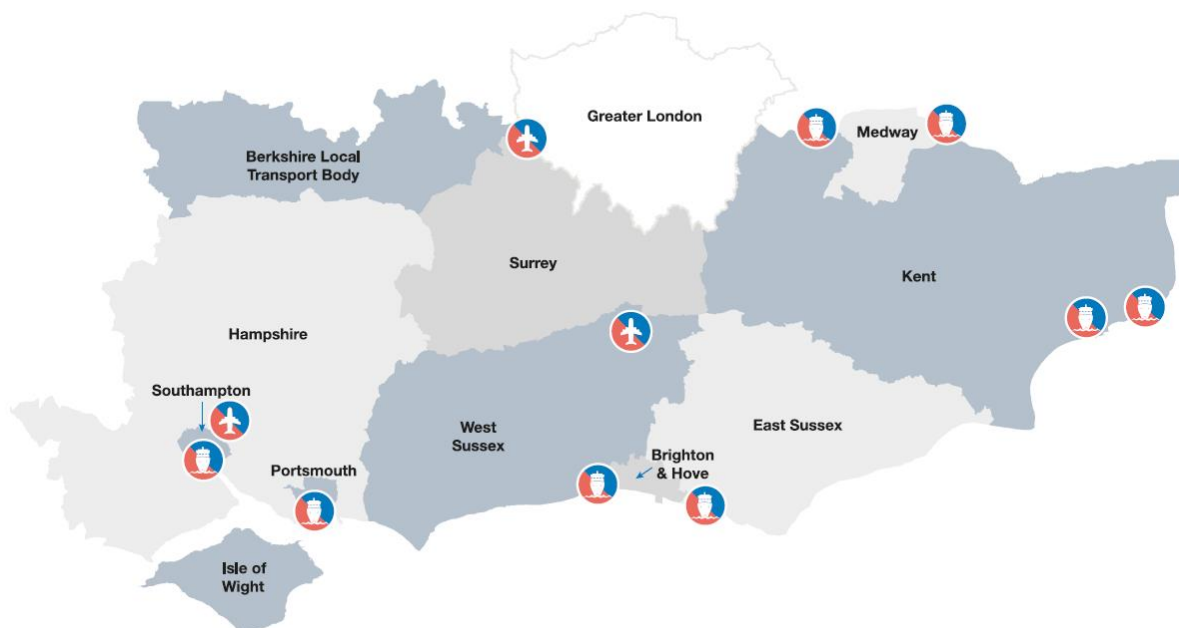 Greater London
Medway
Berkshire Local
Transport Body
Surrey
Kent
Hampshire
Southampton
West
Sussex
East Sussex
Brighton
& Hove
Portsmouth
Isle of
Wight